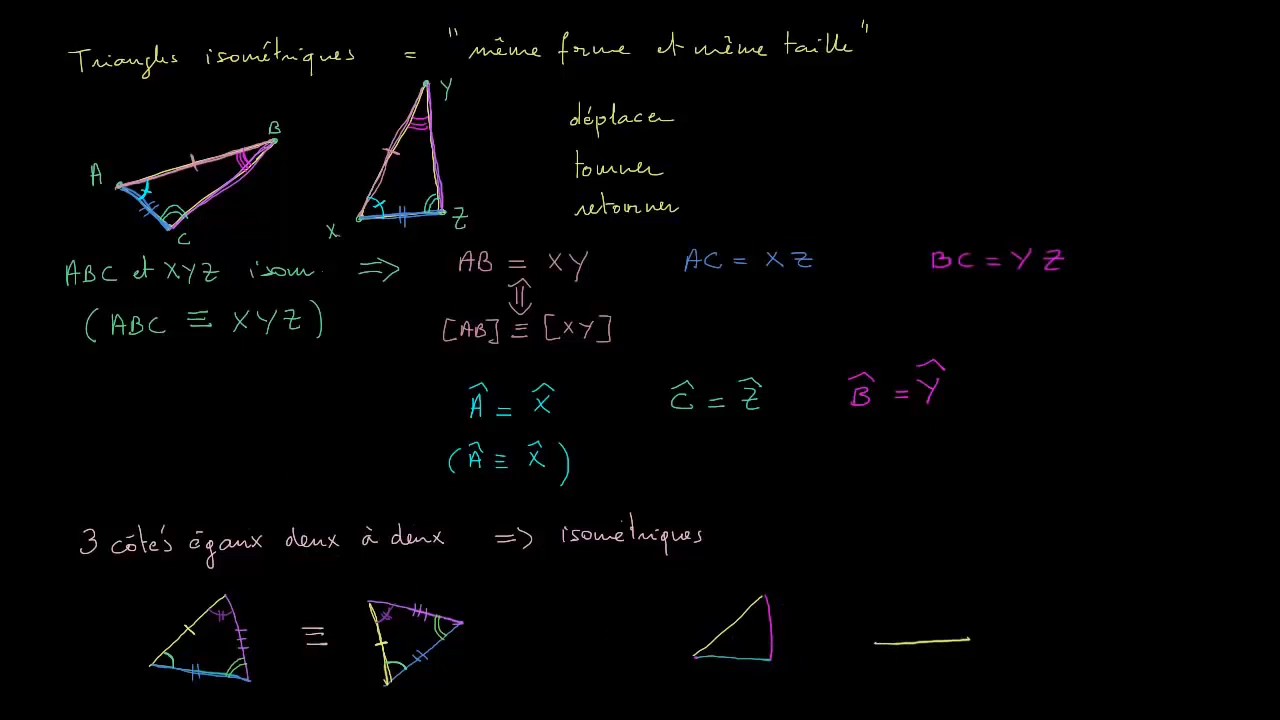 Triangles isométriques = "même forme et même taille"
déplacer
tourner
retourner
A B C
X Y Z
ABC et XYZ isom. => AB = XY AC = XZ BC = YZ
⇕
(ABC ≡ XYZ) [AB] ≡ [XY]
Â = X̂ Ĉ = Ẑ B̂ = Ŷ
(Â ≡ X̂)
3 côtés égaux deux à deux => isométriques
≡